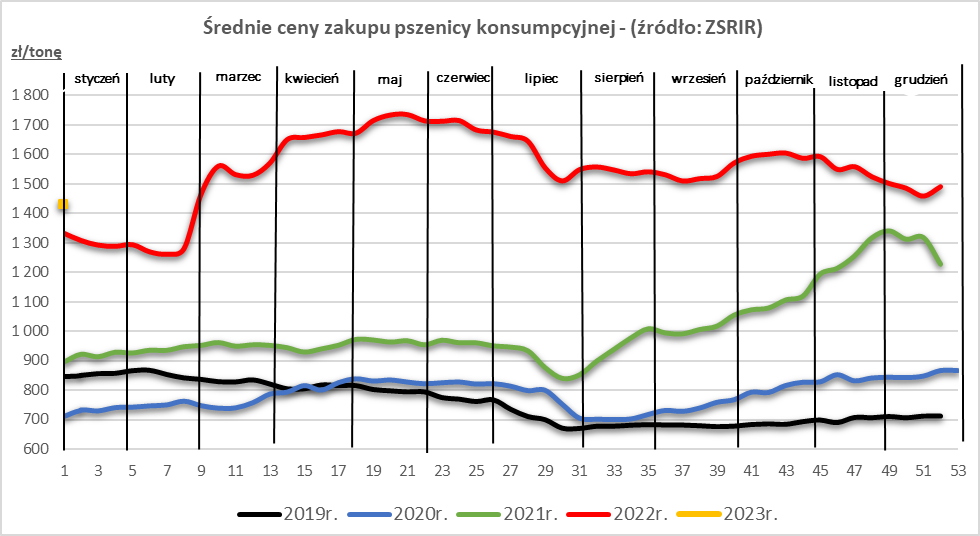 Średnie ceny zakupu pszenicy konsumpcyjnej - (źródło: ZSRIR)
zł/tonę
styczeń luty marzec kwiecień maj czerwiec lipiec sierpień wrzesień październik listopad grudzień
1 800
1 700
1 600
1 500
1 400
1 300
1 200
1 100
1 000
900
800
700
600
1 3 5 7 9 11 13 15 17 19 21 23 25 27 29 31 33 35 37 39 41 43 45 47 49 51 53
2019r. 2020r. 2021r. 2022r. 2023r.